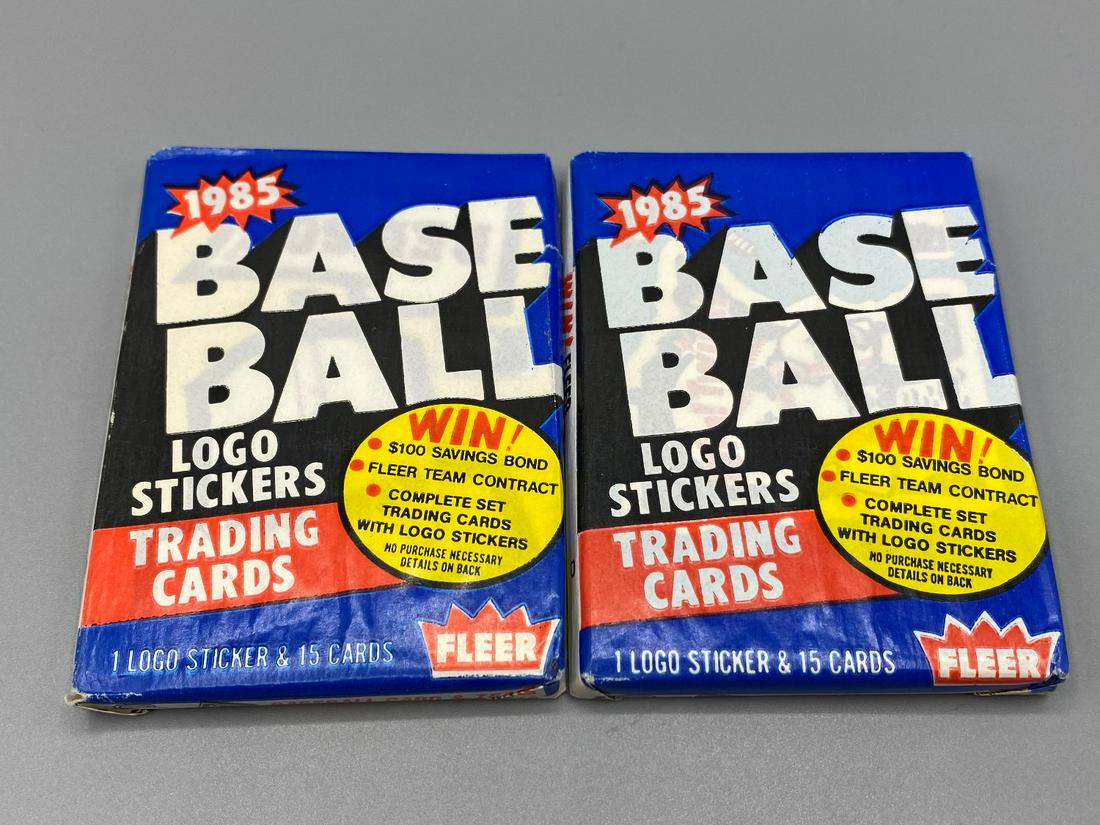 1985
BASE
BALL
LOGO
STICKERS
TRADING
CARDS
WIN!
$100 SAVINGS BOND
FLEER TEAM CONTRACT
COMPLETE SET
TRADING CARDS
WITH LOGO STICKERS
NO PURCHASE NECESSARY
DETAILS ON BACK
1 LOGO STICKER & 15 CARDS
FLEER
1985
BASE
BALL
LOGO
STICKERS
TRADING
CARDS
WIN!
$100 SAVINGS BOND
FLEER TEAM CONTRACT
COMPLETE SET
TRADING CARDS
WITH LOGO STICKERS
NO PURCHASE NECESSARY
DETAILS ON BACK
1 LOGO STICKER & 15 CARDS
FLEER
WIN!